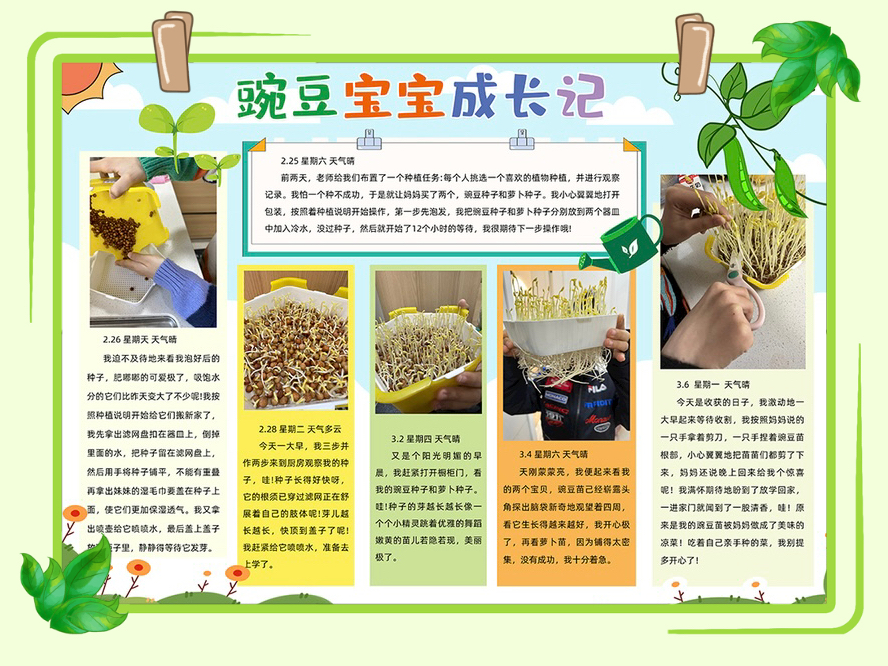 豌豆宝宝成长记
2.25 星期六 天气晴
前两天，老师给我们布置了一个种植任务:每个人挑选一个喜欢的植物种植，并进行观察
记录。我怕一个种不成功，于是就让妈妈买了两个，豌豆种子和萝卜种子。我小心翼翼地打开
包装，按照着种植说明开始操作，第一步先泡发，我把豌豆种子和萝卜种子分别放到两个器皿
中加入冷水，没过种子，然后就开始了12个小时的等待，我很期待下一步操作哦!
2.26 星期天 天气晴
我迫不及待地来看我泡好后的
种子，肥嘟嘟的可爱极了，吸饱水
分的它们比昨天变大了不少呢!我按
照种植说明开始给它们搬新家了，
我先拿出滤网盘扣在器皿上，倒掉
里面的水，把种子留在滤网盘上，
然后用手将种子铺平，不能有重叠
再拿出妹妹的湿毛巾要盖在种子上
面，使它们更加保湿透气。我又拿
出喷壶给它喷喷水，最后盖上盖子
子里，静静得等待它发芽。
2.28 星期二 天气多云
今天一大早，我三步并
作两步来到厨房观察我的种
子，哇!种子长得好快呀，
它的根须已穿过滤网正在舒
展着自己的肢体呢!芽儿越
长越长，快顶到盖子了呢!
我赶紧给它喷喷水，准备去
上学了。
3.2 星期四 天气晴
又是个阳光明媚的早
晨，我赶紧打开橱柜门，看
我的豌豆种子和萝卜种子。
哇!种子的芽越长越长像一
个个小精灵跳着优雅的舞蹈
嫩黄的苗儿若隐若现，美丽
极了。
3.4 星期六 天气晴
天刚蒙蒙亮，我便起来看我
的两个宝贝，豌豆苗已经崭露头
角探出脑袋新奇地观望着四周，
看它生长得越来越好，我开心极
了，再看萝卜苗，因为铺得太密
集，没有成功，我十分着急。
FILA
3.6 星期一 天气晴
今天是收获的日子，我激动地一
大早起来等待收割，我按照妈妈说的
一只手拿着剪刀，一只手捏着豌豆苗
根部，小心翼翼地把苗苗们都剪了下
来，妈妈还说晚上回来给我个惊喜
呢！我满怀期待地盼到了放学回家，
一进家门就闻到了一股清香，哇！原
来是我的豌豆苗被妈妈做成了美味的
凉菜！吃着自己亲手种的菜，我别提
多开心了！